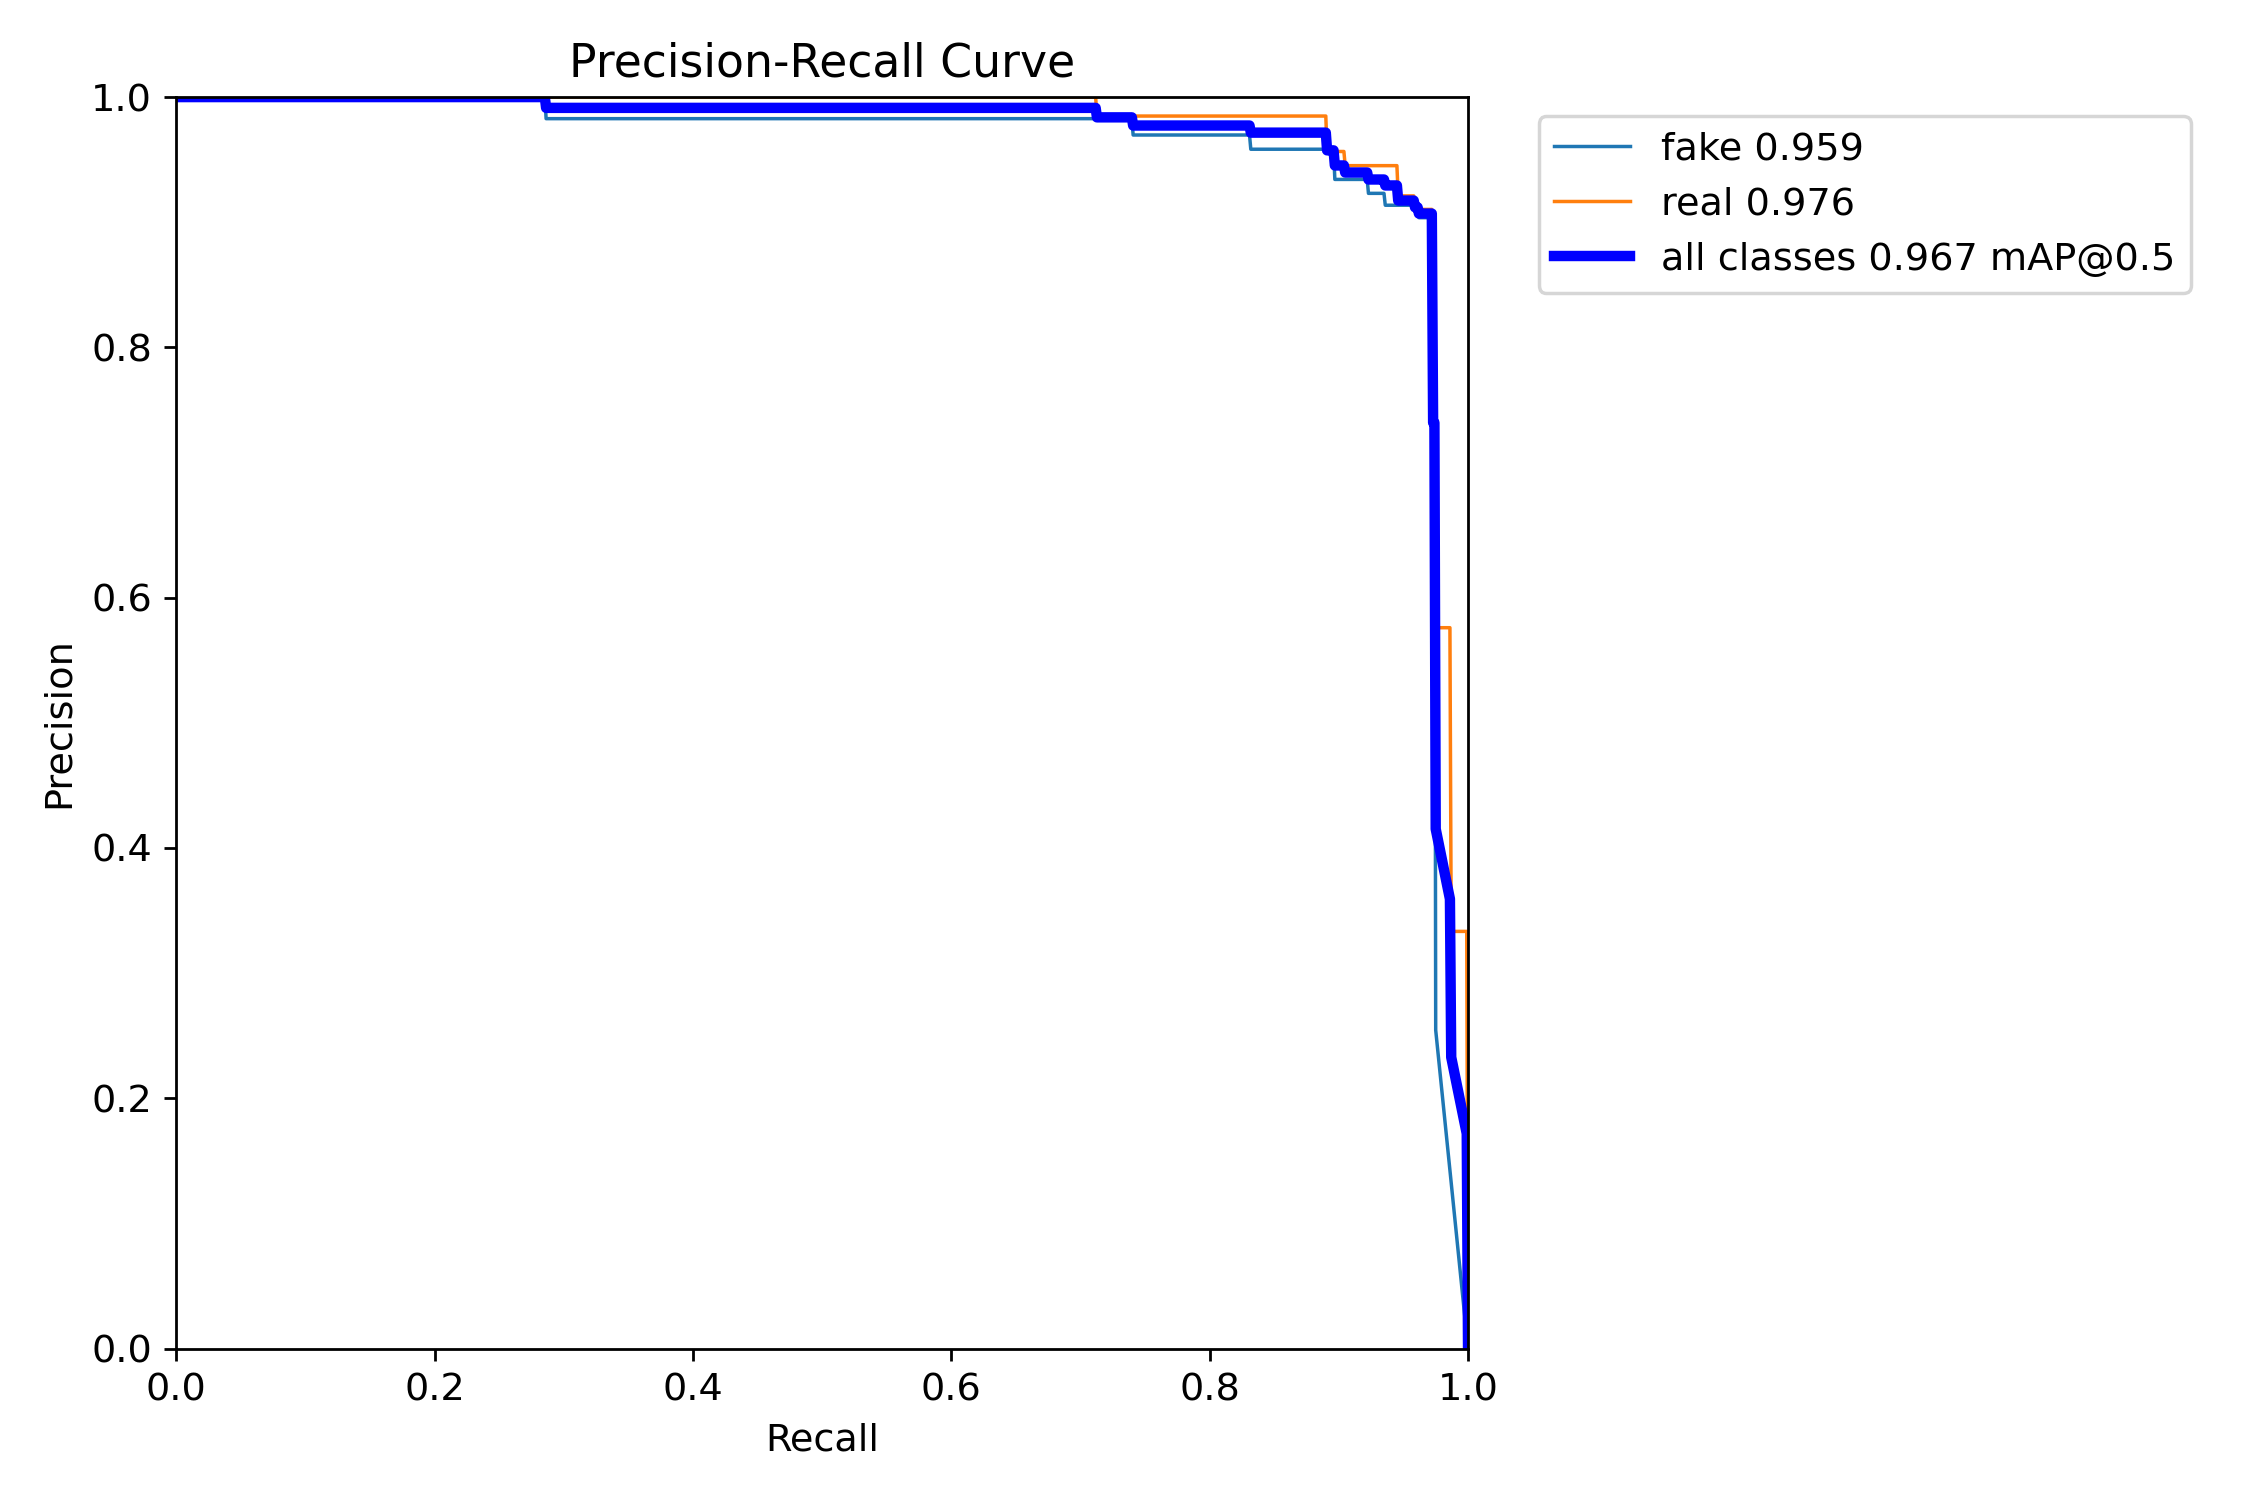 Precision-Recall Curve
1.0
0.8
0.6
0.4
0.2
0.0
Precision
0.0 0.2 0.4 0.6 0.8 1.0
Recall
fake 0.959
real 0.976
all classes 0.967 mAP@0.5